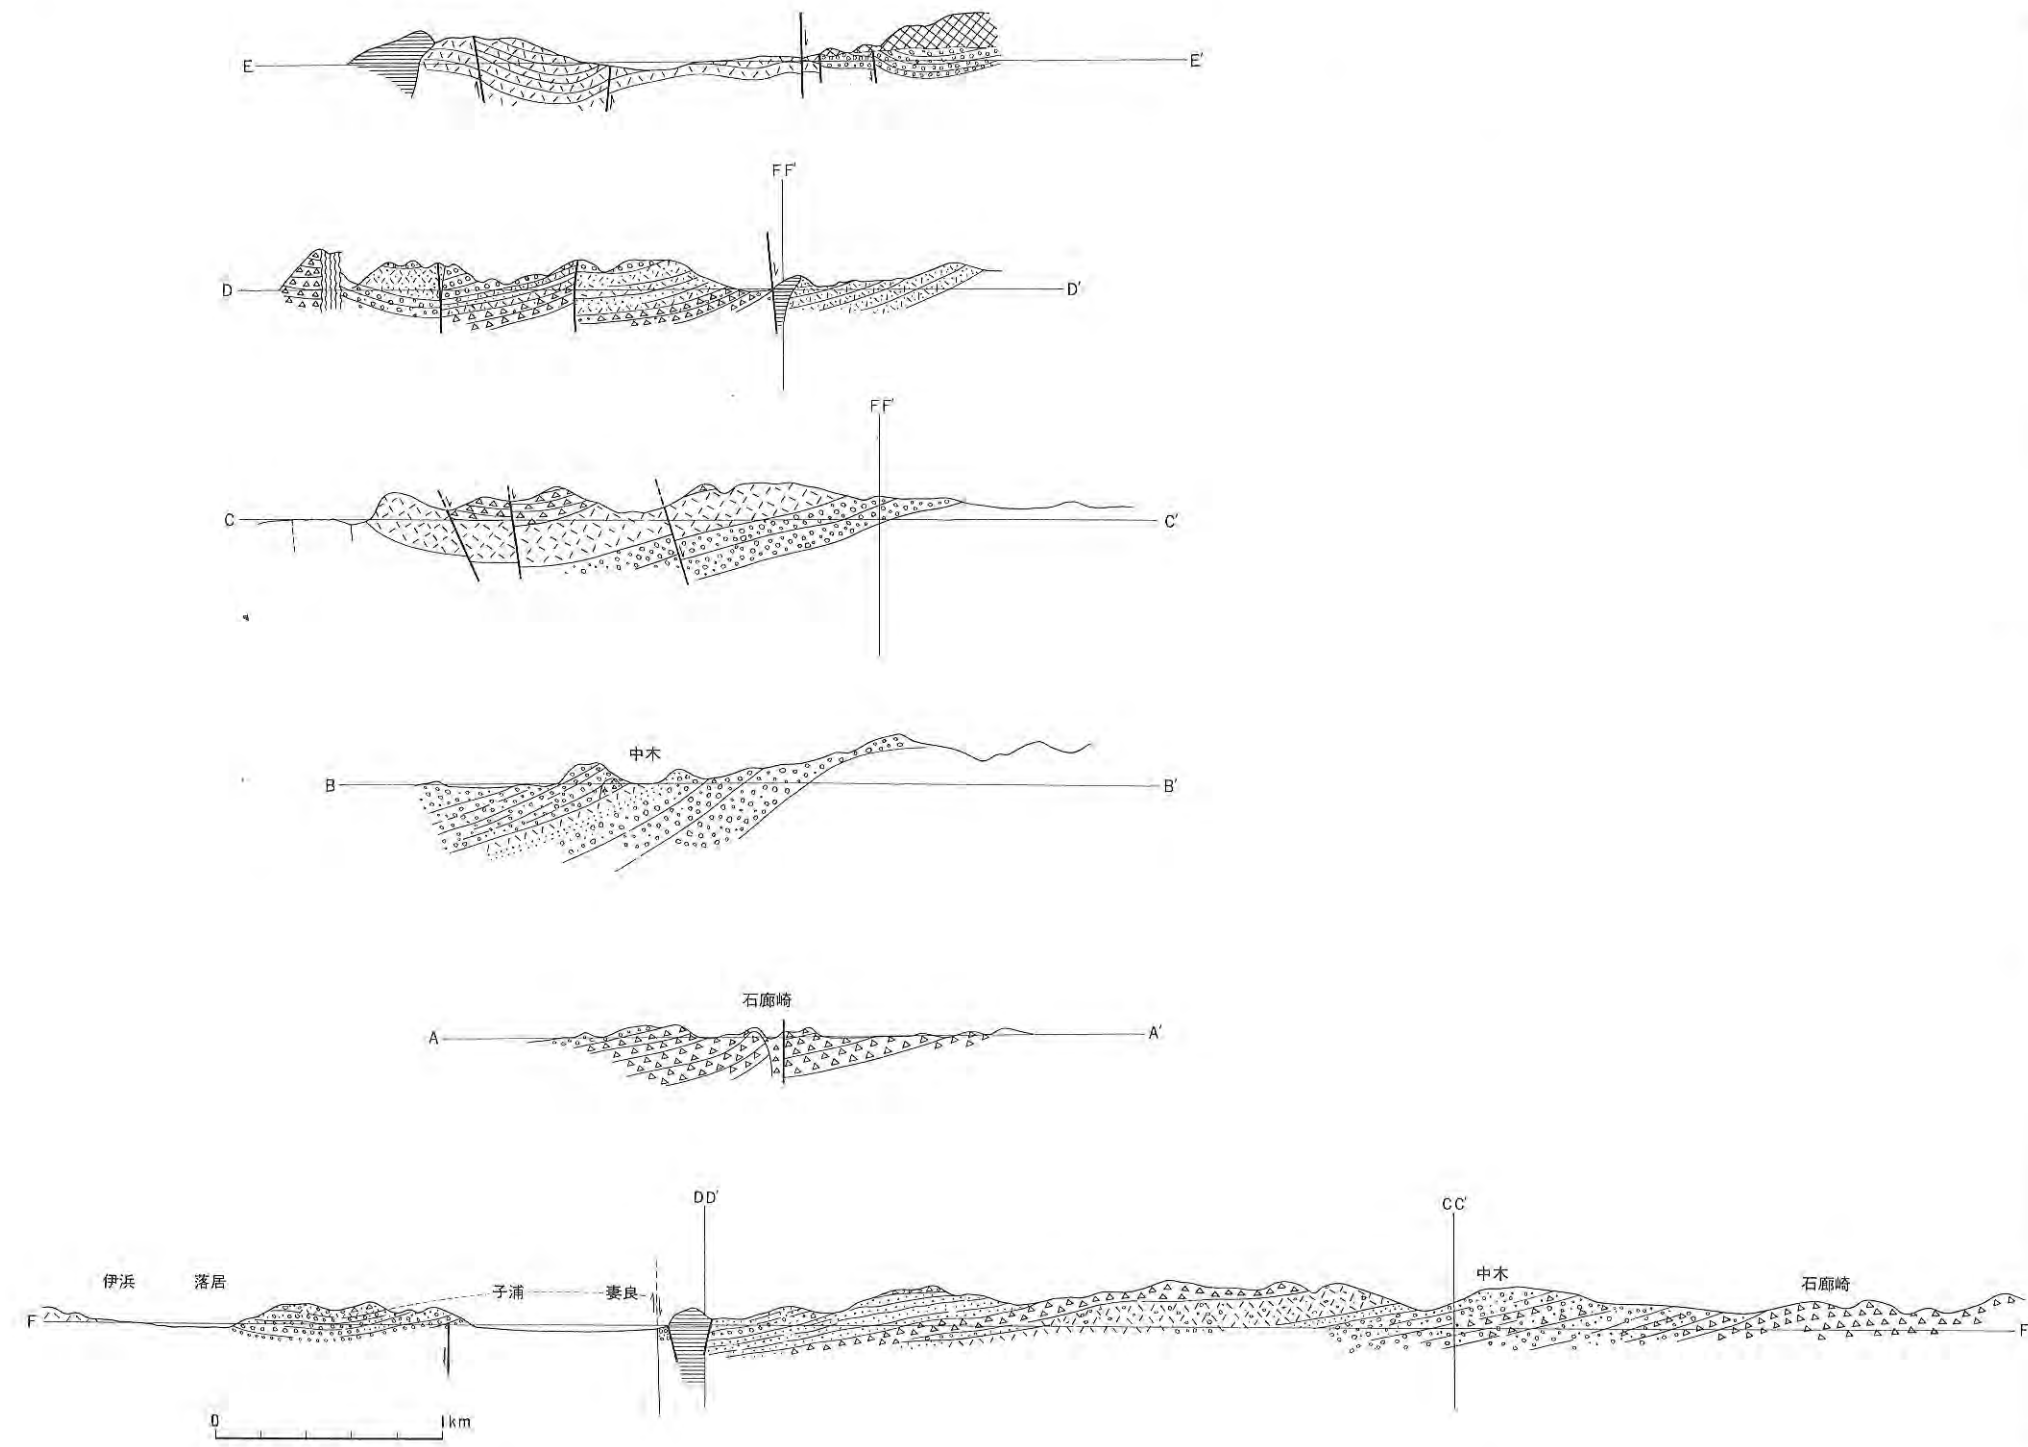 E E'
FF'
D D'
FF'
C C'
中木
B B'
石廊崎
A A'
DD' CC'
伊浜 落居 子浦 妻良 中木 石廊崎
F F
0 1km